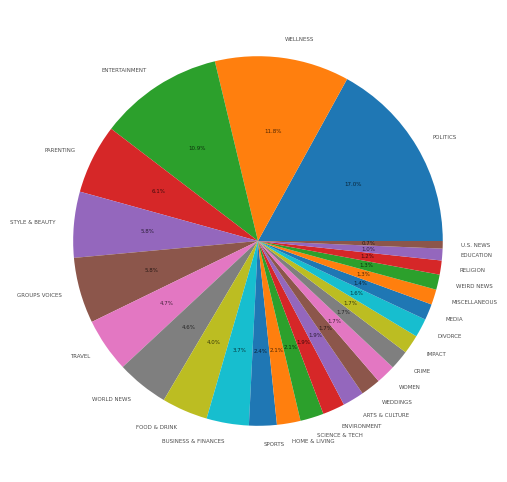 WELLNESS
ENTERTAINMENT
POLITICS
11.8%
10.9%
PARENTING
17.0%
6.1%
STYLE & BEAUTY
5.8%
U.S. NEWS
0.7%
EDUCATION
1.0%
RELIGION
1.2%
WEIRD NEWS
1.3%
MISCELLANEOUS
1.3%
MEDIA
1.4%
DIVORCE
1.6%
IMPACT
1.7%
CRIME
1.7%
WOMEN
1.7%
WEDDINGS
1.7%
ARTS & CULTURE
1.9%
ENVIRONMENT
SCIENCE & TECH
2.1%
HOME & LIVING
2.1%
SPORTS
2.4%
BUSINESS & FINANCES
3.7%
FOOD & DRINK
4.0%
WORLD NEWS
4.6%
TRAVEL
4.7%
GROUPS VOICES
5.8%